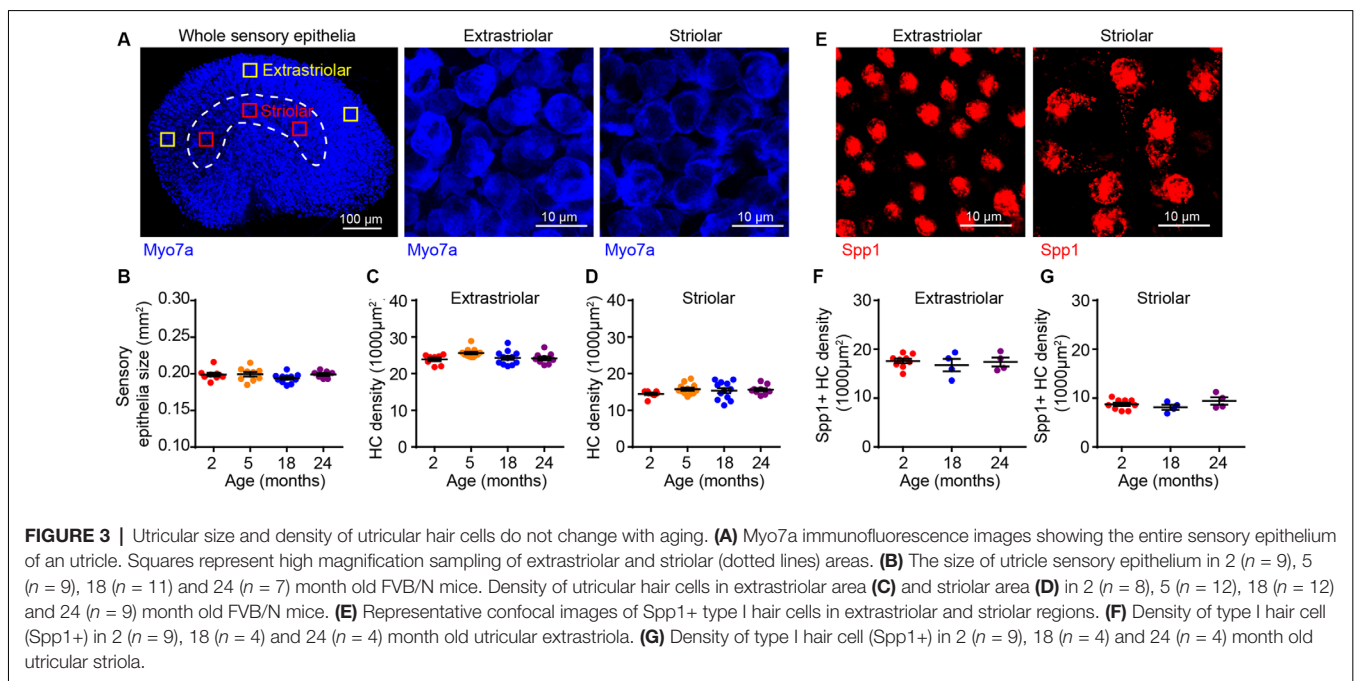 A
Whole sensory epithelia
Extrastriolar
Striolar
Extrastriolar
Striolar
100 µm
Myo7a
10 µm
Myo7a
10 µm
Myo7a
E
Extrastriolar
Striolar
10 µm
Spp1
10 µm
Spp1
B
Sensory
epithelia size (mm²)
0.30
0.25
0.20
0.15
0.10
2 5 18 24
Age (months)
C
Extrastriolar
HC density (1000µm²)
40
30
20
10
0
2 5 18 24
Age (months)
D
Striolar
HC density (1000µm²)
40
30
20
10
0
2 5 18 24
Age (months)
F
Extrastriolar
Spp1+ HC density
(1000µm²)
30
20
10
0
2 18 24
Age (months)
G
Striolar
Spp1+ HC density
(1000µm²)
30
20
10
0
2 18 24
Age (months)
FIGURE 3 | Utricular size and density of utricular hair cells do not change with aging. (A) Myo7a immunofluorescence images showing the entire sensory epithelium
of an utricle. Squares represent high magnification sampling of extrastriolar and striolar (dotted lines) areas. (B) The size of utricle sensory epithelium in 2 (n = 9), 5
(n = 9), 18 (n = 11) and 24 (n = 7) month old FVB/N mice. Density of utricular hair cells in extrastriolar area (C) and striolar area (D) in 2 (n = 8), 5 (n = 12), 18 (n = 12)
and 24 (n = 9) month old FVB/N mice. (E) Representative confocal images of Spp1+ type I hair cells in extrastriolar and striolar regions. (F) Density of type I hair cell
(Spp1+) in 2 (n = 9), 18 (n = 4) and 24 (n = 4) month old utricular extrastriola. (G) Density of type I hair cell (Spp1+) in 2 (n = 9), 18 (n = 4) and 24 (n = 4) month old
utricular striola.